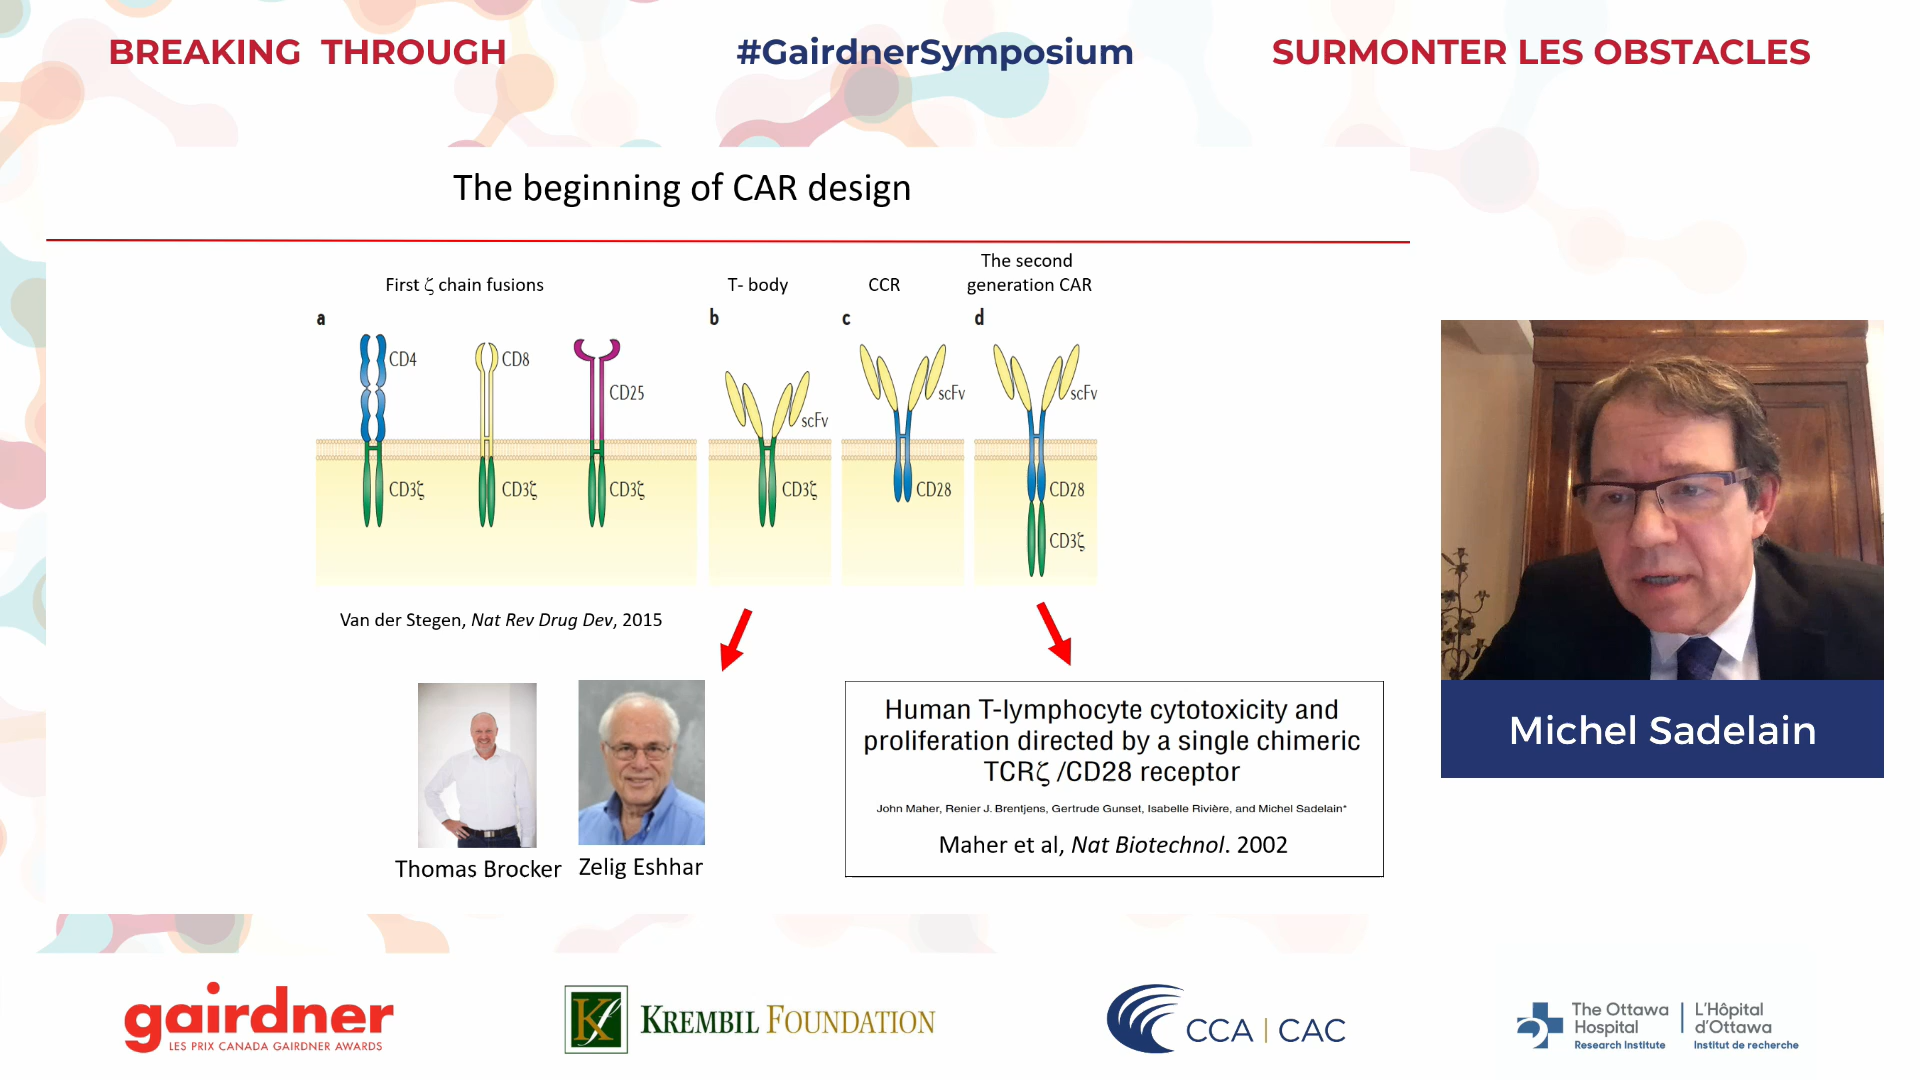 BREAKING THROUGH
#GairdnerSymposium
SURMONTER LES OBSTACLES
The beginning of CAR design
First ζ chain fusions
T- body
CCR
The second
generation CAR
a
b
c
d
CD4
CD8
CD25
scFv
scFv
scFv
CD3ζ
CD3ζ
CD3ζ
CD3ζ
CD28
CD28
CD3ζ
Van der Stegen, Nat Rev Drug Dev, 2015
Thomas Brocker
Zelig Eshhar
Human T-lymphocyte cytotoxicity and
proliferation directed by a single chimeric
TCRζ /CD28 receptor
John Maher, Renier J. Brentjens, Gertrude Gunset, Isabelle Rivière, and Michel Sadelain*
Maher et al, Nat Biotechnol. 2002
Michel Sadelain
gairdner
LES PRIX CANADA GAIRDNER AWARDS
Kf
KREMBIL FOUNDATION
CCA | CAC
The Ottawa
Hospital
Research Institute
L'Hôpital
d'Ottawa
Institut de recherche